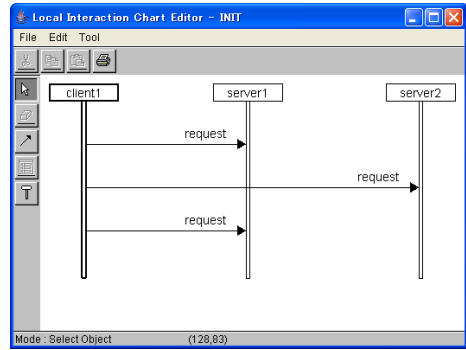 Local Interaction Chart Editor - INIT
File Edit Tool
client1 server1 server2
request
request
request
Mode : Select Object (128,83)